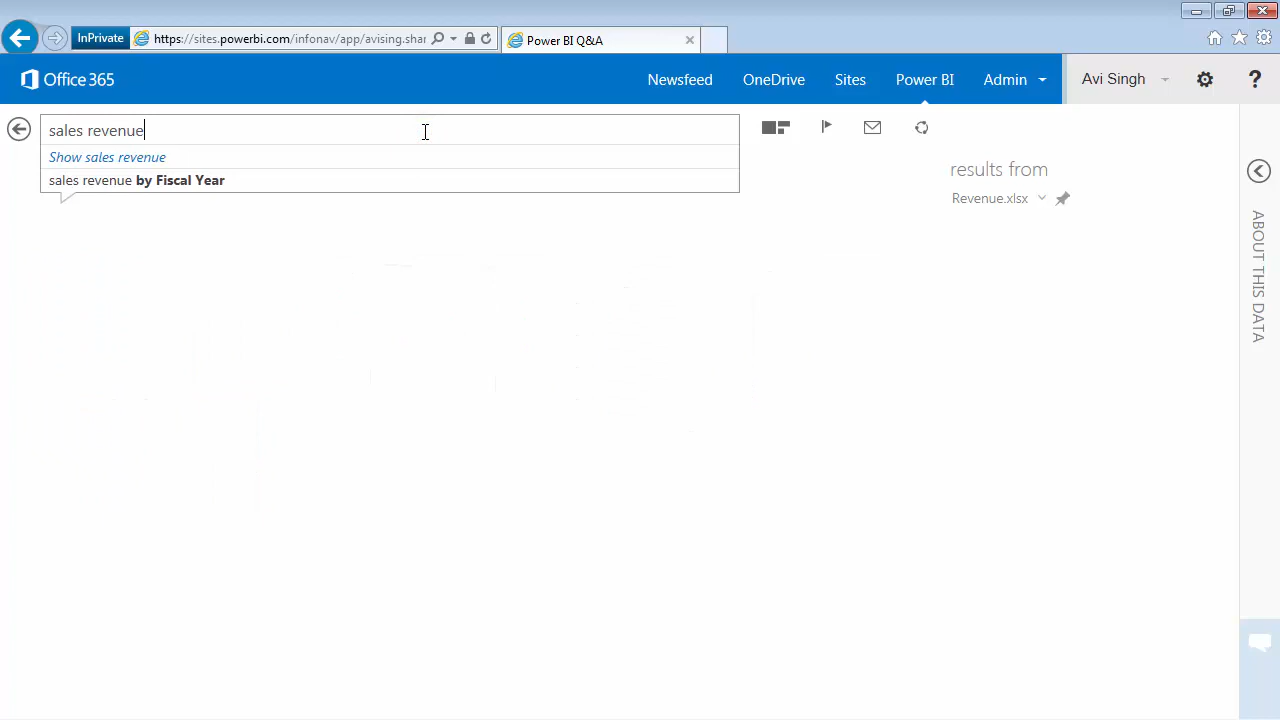 InPrivate
https://sites.powerbi.com/infonav/app/avising.shar
Power BI Q&A
Office 365
Newsfeed
OneDrive
Sites
Power BI
Admin
Avi Singh
?
sales revenue
Show sales revenue
sales revenue by Fiscal Year
results from
Revenue.xlsx
ABOUT THIS DATA